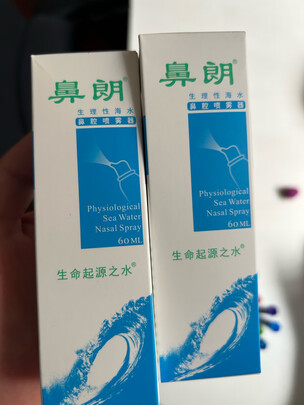 鼻朗®
生理性海水
鼻腔喷雾器
Physiological
Sea Water
Nasal Spray
60ML
生命起源之水®
鼻朗®
生理性海水
鼻腔喷雾器
Physiological
Sea Water
Nasal Spray
60ML
生命起源之水®